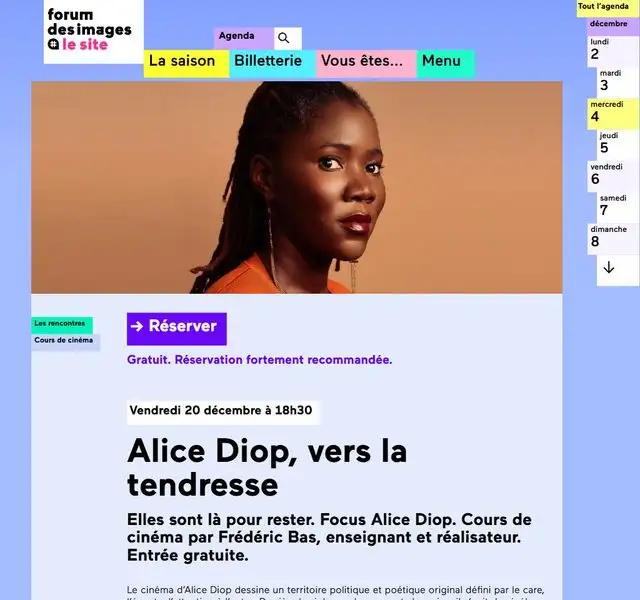 forum
des images
le site
Agenda
La saison
Billetterie
Vous êtes...
Menu
Tout l'agenda
décembre
lundi
2
mardi
3
mercredi
4
jeudi
5
vendredi
6
samedi
7
dimanche
8
Les rencontres
Cours de cinéma
→ Réserver
Gratuit. Réservation fortement recommandée.
Vendredi 20 décembre à 18h30
Alice Diop, vers la
tendresse
Elles sont là pour rester. Focus Alice Diop. Cours de
cinéma par Frédéric Bas, enseignant et réalisateur.
Entrée gratuite.
Le cinéma d'Alice Diop dessine un territoire politique et poétique original défini par le care,